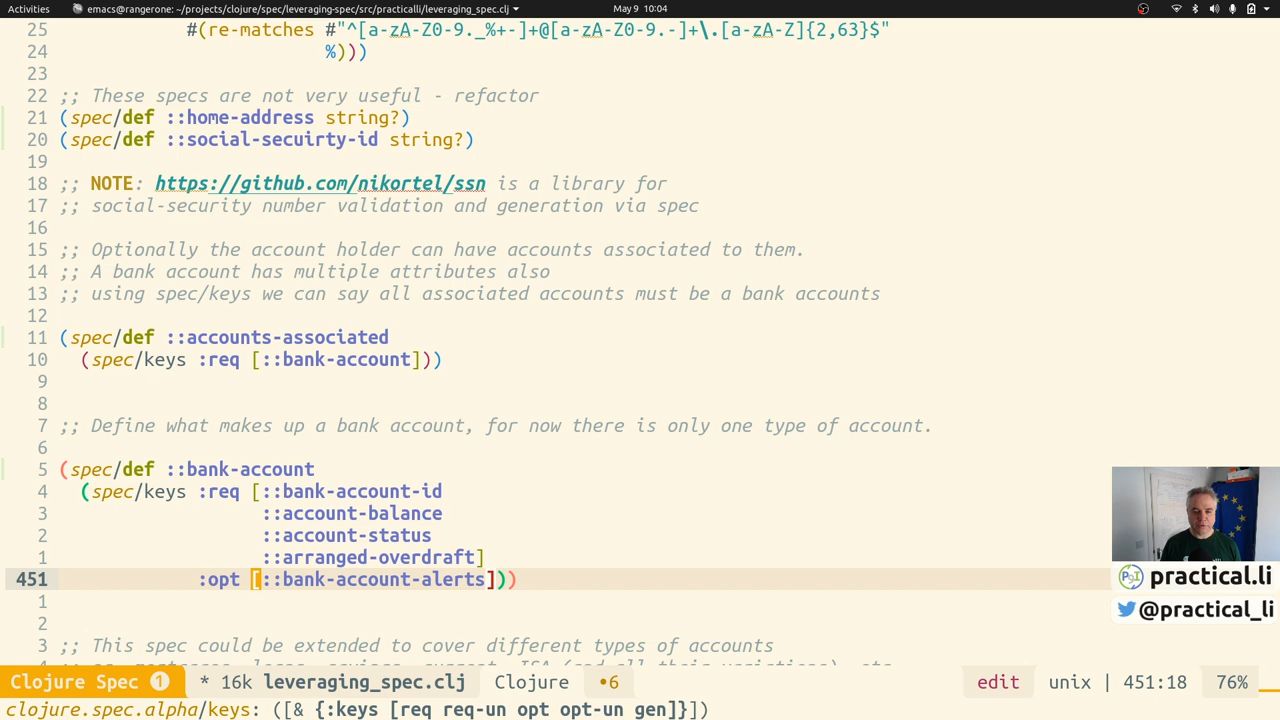 Activities emacs@rangerone: ~/projects/clojure/spec/leveraging-spec/src/practicalli/leveraging_spec.clj May 9 10:04
25 #(re-matches #"^[a-zA-Z0-9._%+-]+@[a-zA-Z0-9.-]+\.[a-zA-Z]{2,63}$"
24 %)))
23
22 ;; These specs are not very useful - refactor
21 (spec/def ::home-address string?)
20 (spec/def ::social-secuirty-id string?)
19
18 ;; NOTE: https://github.com/nikortel/ssn is a library for
17 ;; social-security number validation and generation via spec
16
15 ;; Optionally the account holder can have accounts associated to them.
14 ;; A bank account has multiple attributes also
13 ;; using spec/keys we can say all associated accounts must be a bank accounts
12
11 (spec/def ::accounts-associated
10 (spec/keys :req [::bank-account]))
9
8
7 ;; Define what makes up a bank account, for now there is only one type of account.
6
5 (spec/def ::bank-account
4 (spec/keys :req [::bank-account-id
3 ::account-balance
2 ::account-status
1 ::arranged-overdraft]
451 :opt [::bank-account-alerts]))
1
2
3 ;; This spec could be extended to cover different types of accounts
practical.li
@practical_li
Clojure Spec 1 * 16k leveraging_spec.clj Clojure •6 edit unix | 451:18 76%
clojure.spec.alpha/keys: ([& {:keys [req req-un opt opt-un gen]}])